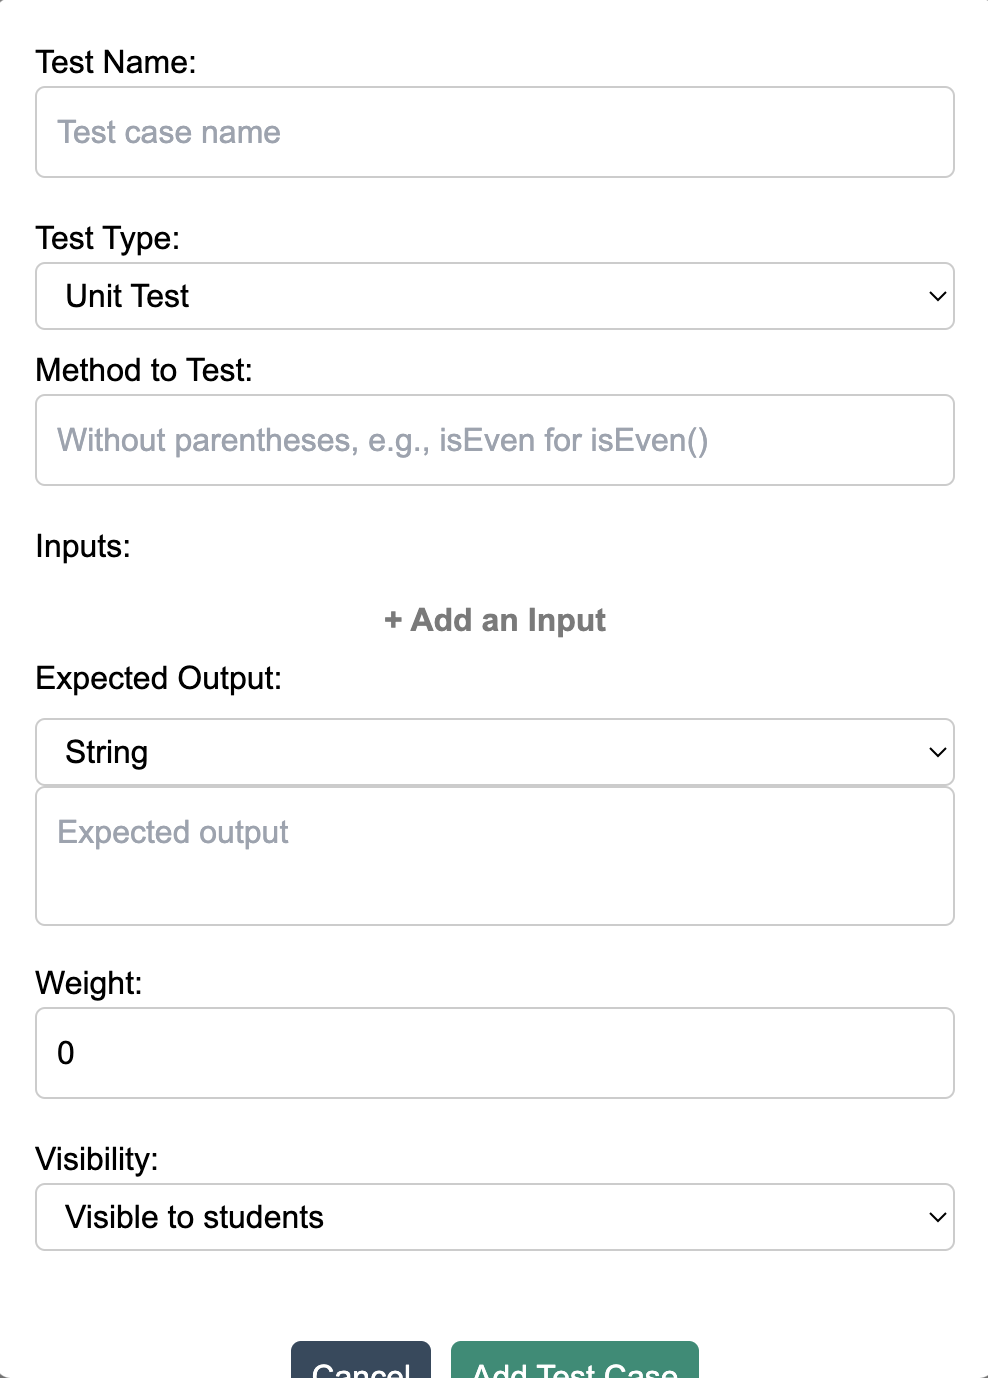 Test Name:
Test case name
Test Type:
Unit Test
Method to Test:
Without parentheses, e.g., isEven for isEven()
Inputs:
+ Add an Input
Expected Output:
String
Expected output
Weight:
0
Visibility:
Visible to students
Cancel Add Test Case